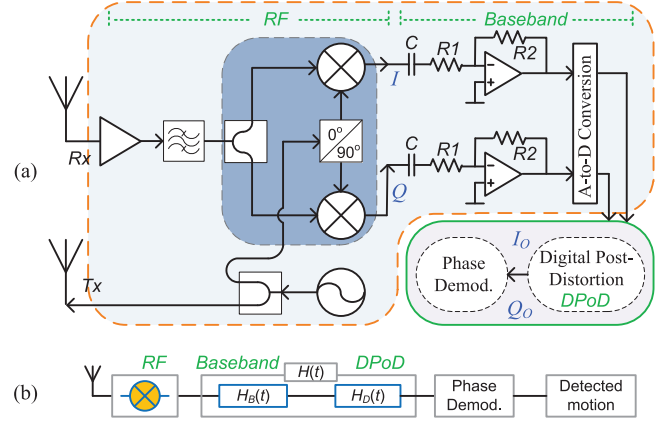 RF Baseband
I C R1 R2
Rx
0° 90°
A-to-D Conversion
(a)
Q C R1 R2
Tx
I_O
Phase Demod.
Digital Post-Distortion
DPoD
Q_O
RF Baseband H(t) DPoD
(b)
H_B(t) H_D(t)
Phase Demod.
Detected motion